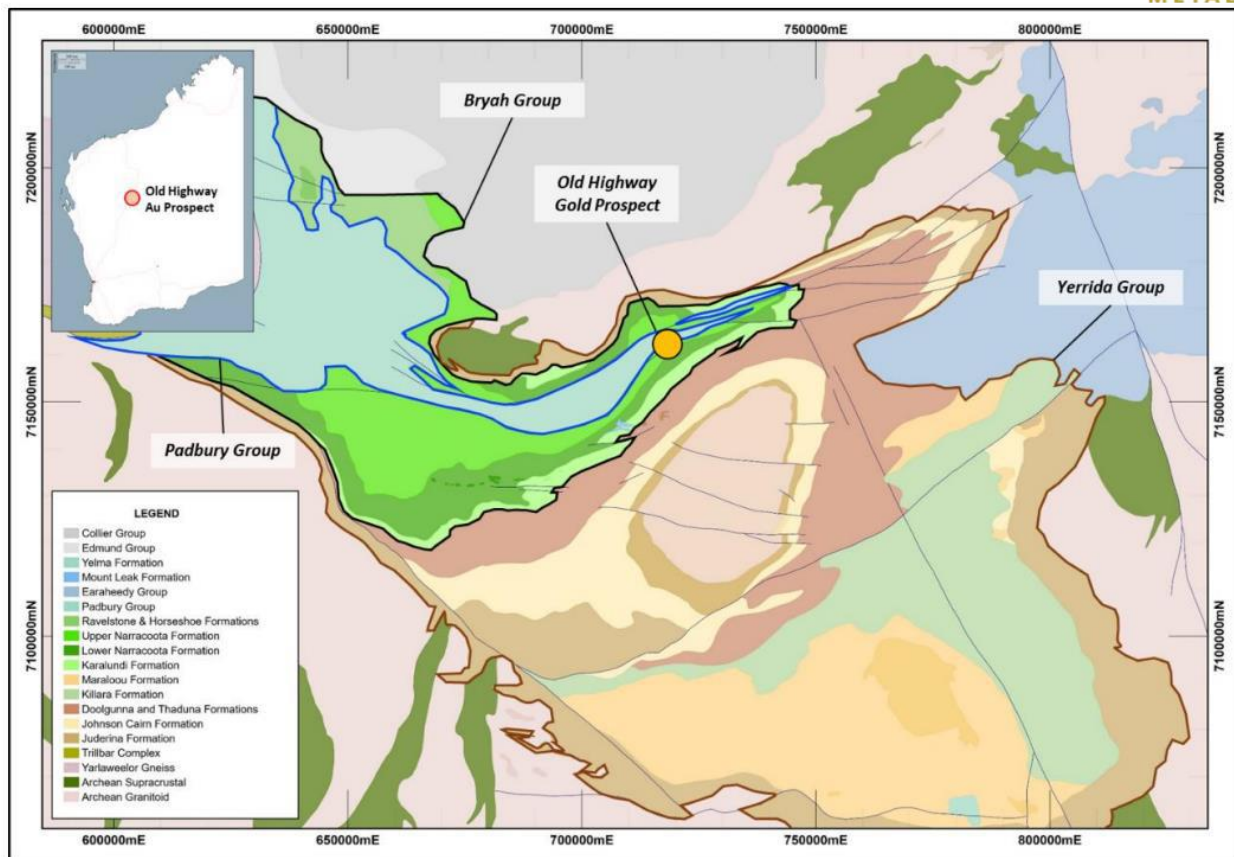 600000mE 650000mE 700000mE 750000mE 800000mE
Bryah Group
Old Highway
Gold Prospect
Yerrida Group
Padbury Group
Old Highway
Au Prospect
7200000mN
7150000mN
7100000mN
7200000mN
7150000mN
7100000mN
LEGEND
Collier Group
Edmund Group
Yelma Formation
Mount Leak Formation
Earaheedy Group
Padbury Group
Ravelstone & Horseshoe Formations
Upper Narracoota Formation
Lower Narracoota Formation
Karalundi Formation
Maraloou Formation
Killara Formation
Doolgunna and Thaduna Formations
Johnson Cairn Formation
Juderina Formation
Trillbar Complex
Yarlaweelor Gneiss
Archean Supracrustal
Archean Granitoid
600000mE 650000mE 700000mE 750000mE 800000mE